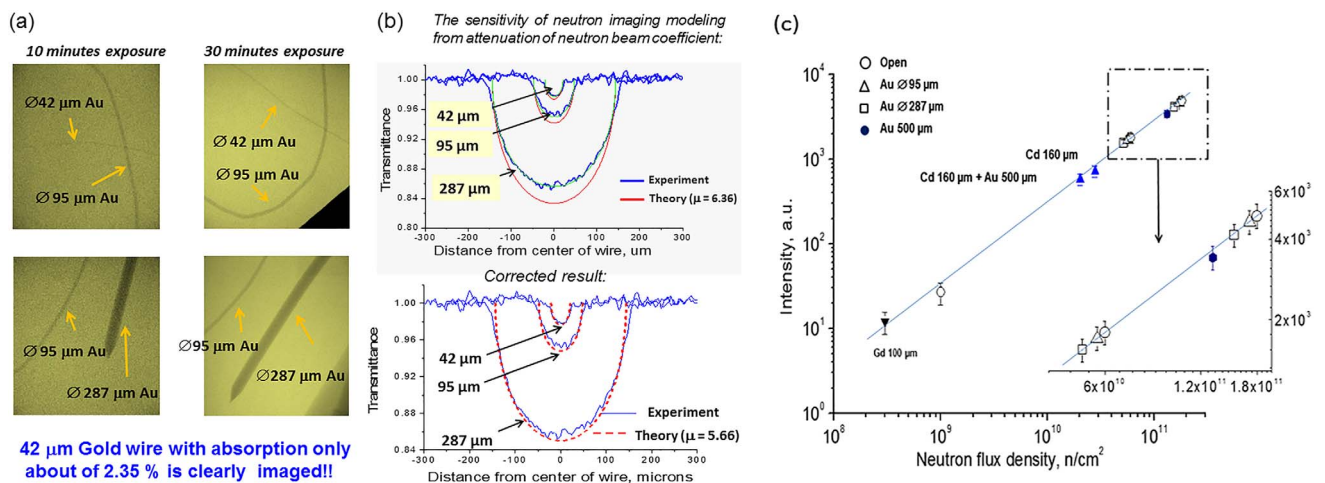 (a)
10 minutes exposure
30 minutes exposure
∅42 μm Au
∅ 95 μm Au
∅ 42 μm Au
∅ 95 μm Au
∅95 μm Au
∅ 287 μm Au
∅95 μm Au
∅287 μm Au
42 μm Gold wire with absorption only
about of 2.35 % is clearly imaged!!
(b)
The sensitivity of neutron imaging modeling
from attenuation of neutron beam coefficient:
Transmittance
1.00
0.96
0.92
0.88
0.84
0.80
42 μm
95 μm
287 μm
Experiment
Theory (μ = 6.36)
-300 -200 -100 0 100 200 300
Distance from center of wire, um
Corrected result:
Transmittance
1.00
0.96
0.92
0.88
0.84
42 μm
95 μm
287 μm
Experiment
Theory (μ = 5.66)
-300 -200 -100 0 100 200 300
Distance from center of wire, microns
(c)
Intensity, a.u.
10⁴
10³
10²
10¹
10⁰
Open
Au ∅ 95 μm
Au ∅ 287 μm
Au 500 μm
Cd 160 μm
Cd 160 μm + Au 500 μm
Gd 100 μm
6x10³
4x10³
2x10³
6x10¹⁰ 1.2x10¹¹ 1.8x10¹¹
10⁸ 10⁹ 10¹⁰ 10¹¹
Neutron flux density, n/cm²